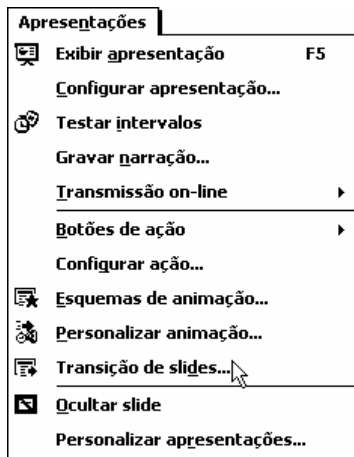 Apresentações
Exibir apresentação F5
Configurar apresentação...
Testar intervalos
Gravar narração...
Transmissão on-line
Botões de ação
Configurar ação...
Esquemas de animação...
Personalizar animação...
Transição de slides...
Ocultar slide
Personalizar apresentações...